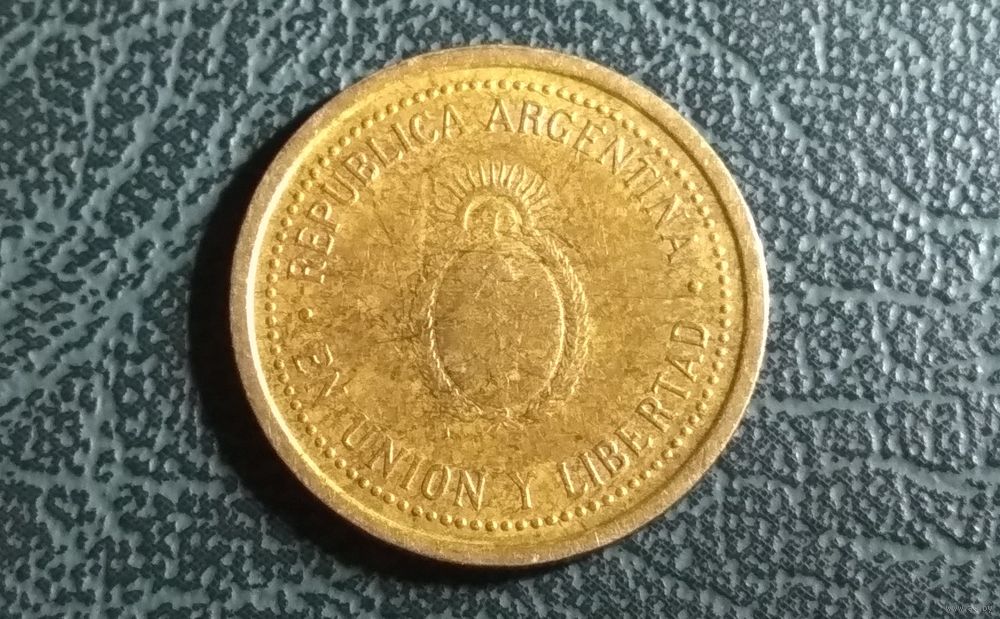 REPUBLICA ARGENTINA
· EN UNION Y LIBERTAD ·